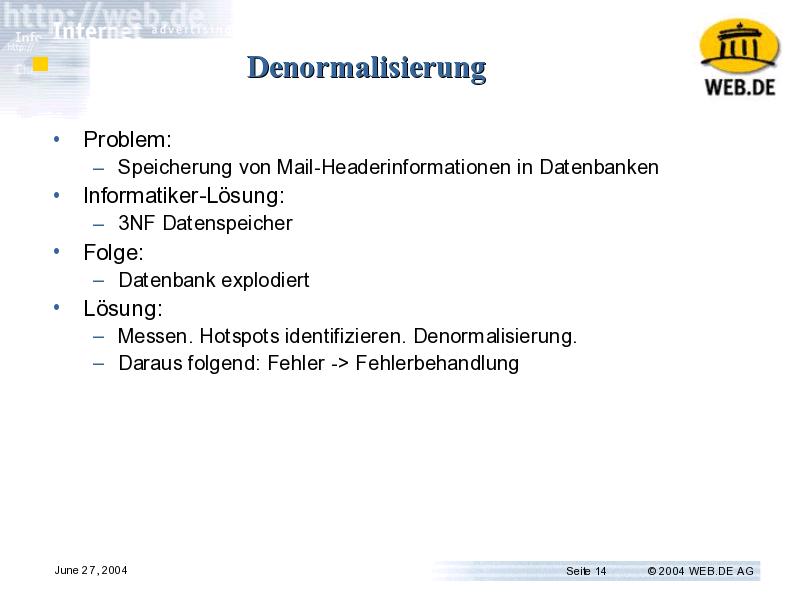 http://web.de
Internet advertising
Info
http://
Denormalisierung
WEB.DE
• Problem:
– Speicherung von Mail-Headerinformationen in Datenbanken
• Informatiker-Lösung:
– 3NF Datenspeicher
• Folge:
– Datenbank explodiert
• Lösung:
– Messen. Hotspots identifizieren. Denormalisierung.
– Daraus folgend: Fehler -> Fehlerbehandlung
June 27, 2004
Seite 14
© 2004 WEB.DE AG